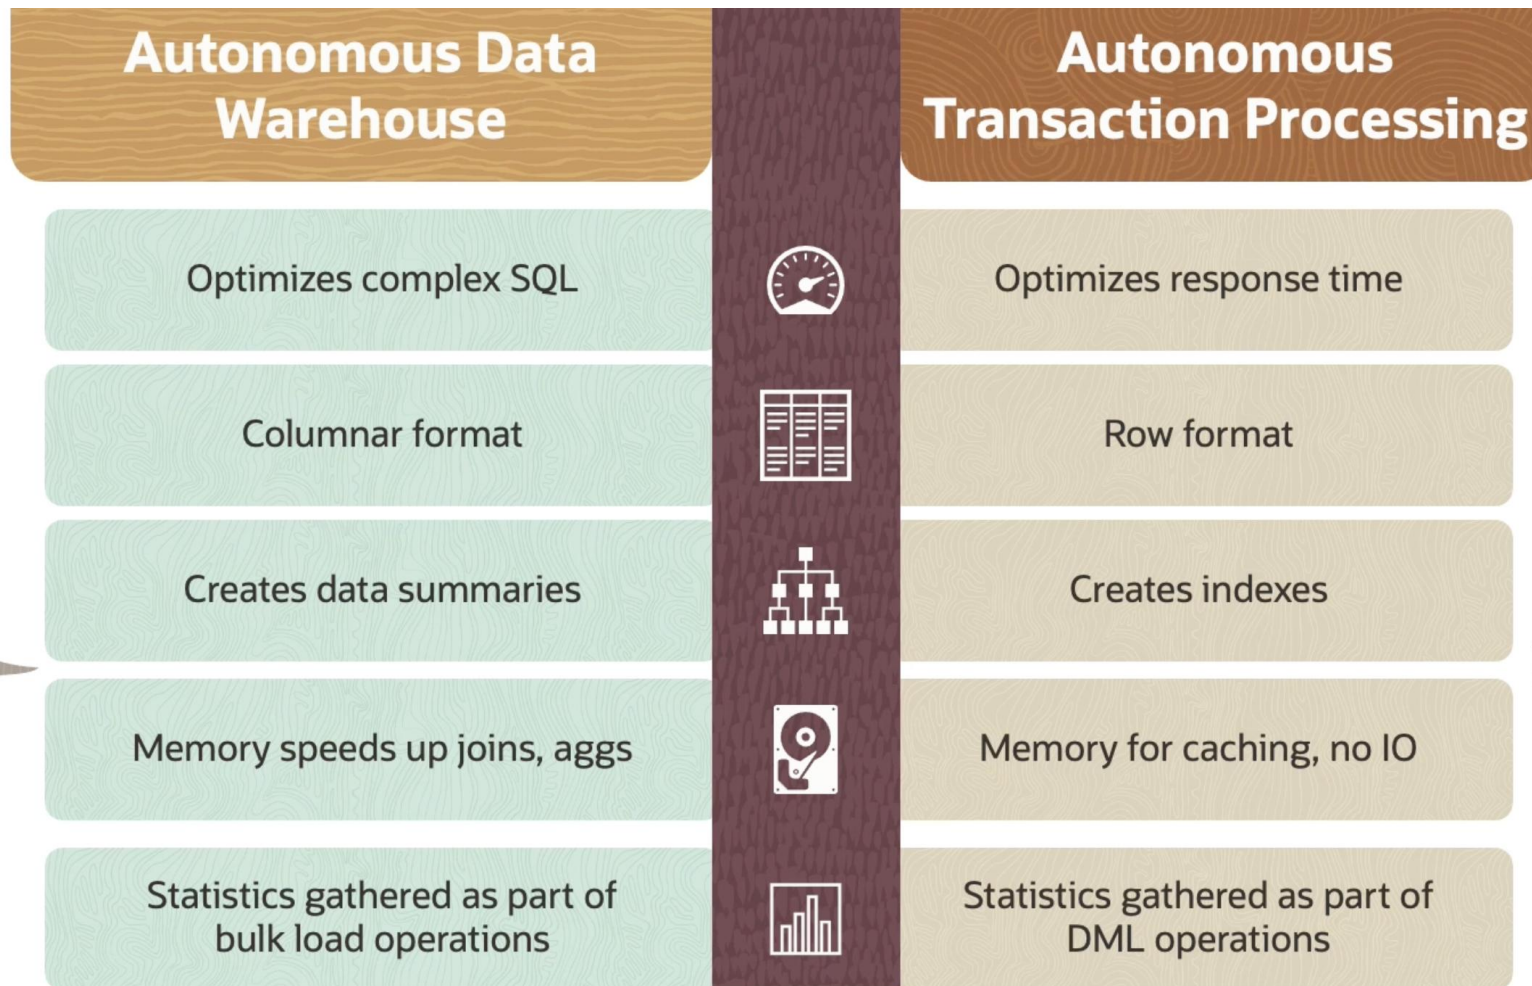 Autonomous Data
Warehouse
Autonomous
Transaction Processing
Optimizes complex SQL
Optimizes response time
Columnar format
Row format
Creates data summaries
Creates indexes
Memory speeds up joins, aggs
Memory for caching, no IO
Statistics gathered as part of
bulk load operations
Statistics gathered as part of
DML operations